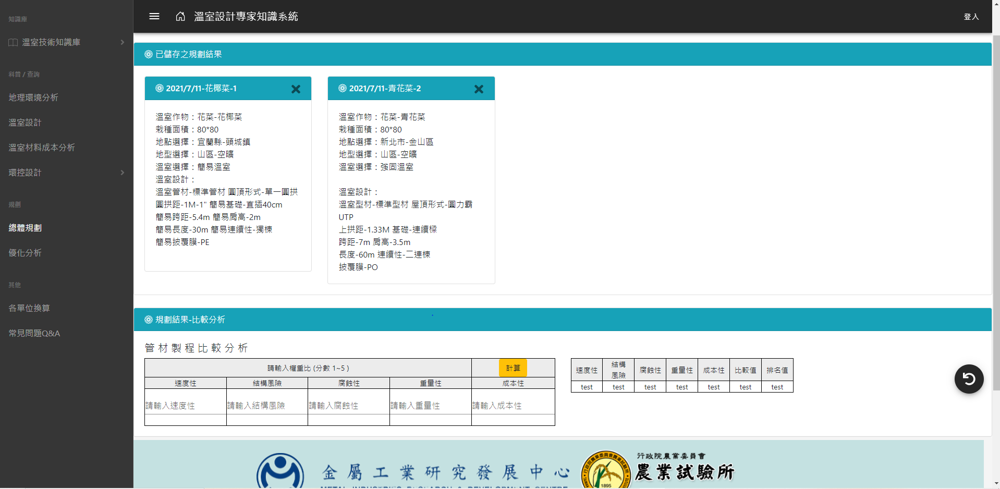 知識庫
溫室技術知識庫
科普 / 查詢
地理環境分析
溫室設計
溫室材料成本分析
環控設計
規劃
總體規劃
優化分析
其他
各單位換算
常見問題Q&A
溫室設計專家知識系統
登入
已儲存之規劃結果
2021/7/11-花椰菜-1
溫室作物：花菜-花椰菜
栽種面積：80*80
地點選擇：宜蘭縣-頭城鎮
地型選擇：山區-空曠
溫室選擇：簡易溫室
溫室設計：
溫室管材-標準管材 圓頂形式-單一圓拱
圓拱距-1M-1" 簡易基礎-直插40cm
簡易跨距-5.4m 簡易肩高-2m
簡易長度-30m 簡易連續性-獨棟
簡易披覆膜-PE
2021/7/11-青花菜-2
溫室作物：花菜-青花菜
栽種面積：80*80
地點選擇：新北市-金山區
地型選擇：山區-空曠
溫室選擇：強固溫室
溫室設計：
溫室型材-標準型材 屋頂形式-圓力霸
UTP
上拱距-1.33M 基礎-連續樑
跨距-7m 肩高-3.5m
長度-60m 連續性-二連棟
披覆膜-PO
規劃結果-比較分析
管材製程比較分析
請輸入權重比 (分數 1~5 ) 計算
速度性 結構風險 腐蝕性 重量性 成本性
請輸入速度性 請輸入結構風險 請輸入腐蝕性 請輸入重量性 請輸入成本性
速度性 結構風險 腐蝕性 重量性 成本性 比較值 排名值
test test test test test test test
金屬工業研究發展中心
METAL INDUSTRIES RESEARCH & DEVELOPMENT CENTRE
行政院農業委員會
農業試驗所
1895